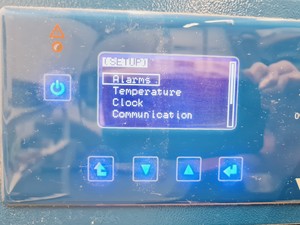 [SETUP]
Alarms
Temperature
Clock
Communication